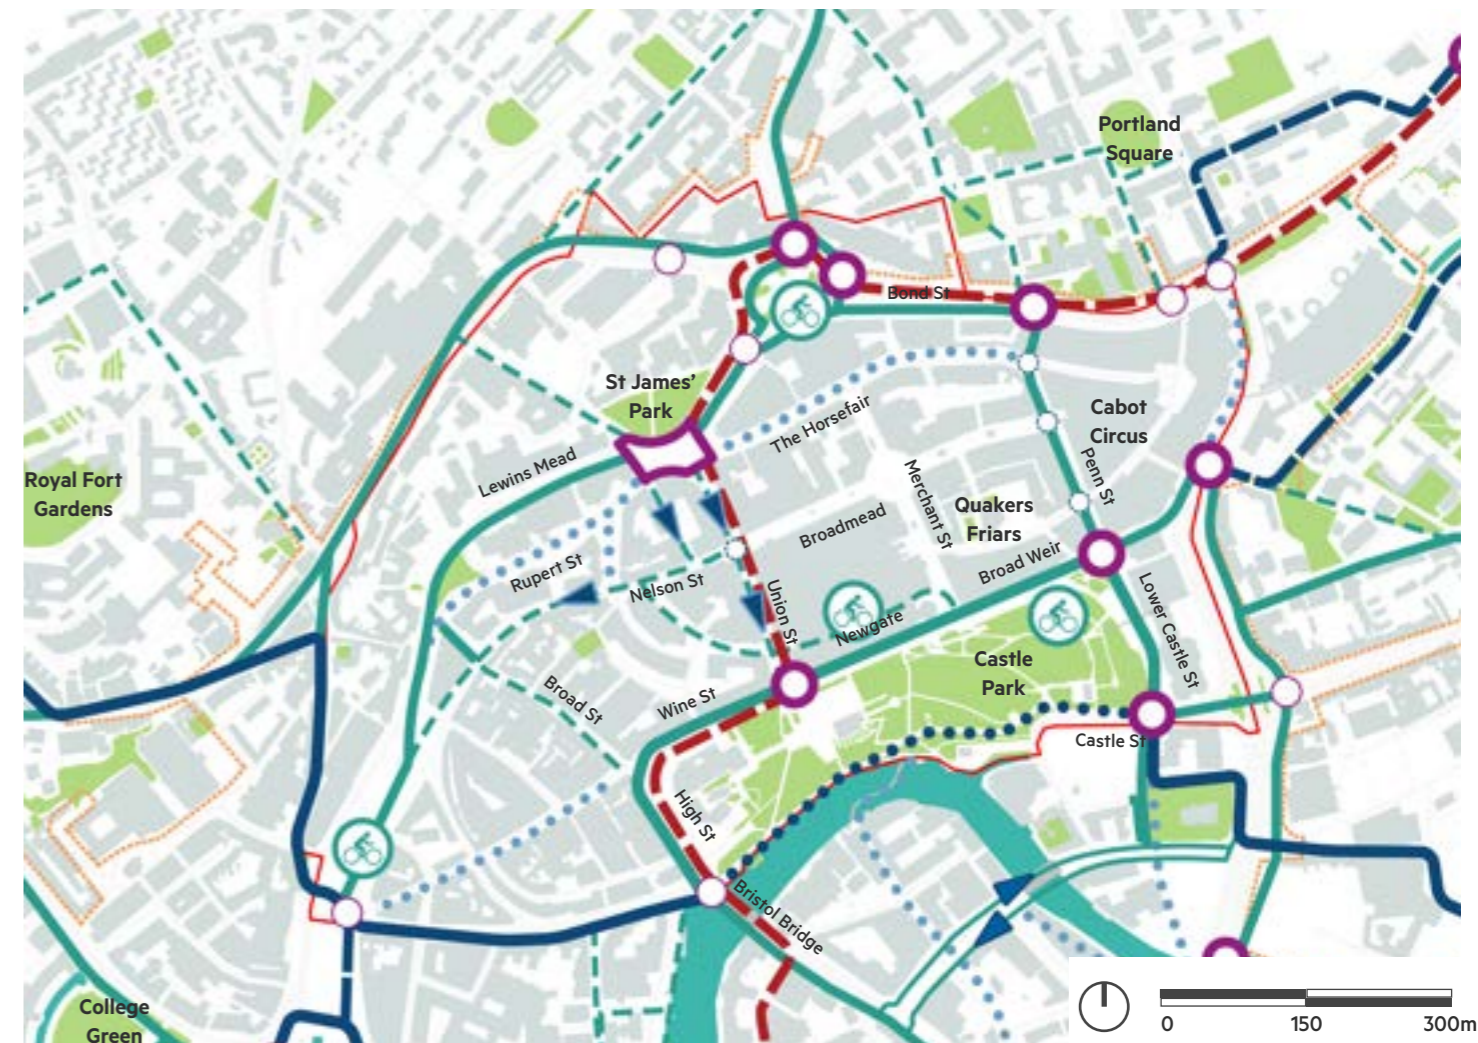 Portland
Square
Bond St
St James'
Park
The Horsefair
Cabot
Circus
Royal Fort
Gardens
Lewins Mead
Merchant St
Penn St
Quakers
Friars
Broadmead
Rupert St
Nelson St
Broad Weir
Union St
Newgate
Lower Castle St
Castle
Park
Broad St
Wine St
Castle St
High St
Bristol Bridge
College
Green
0 150 300m